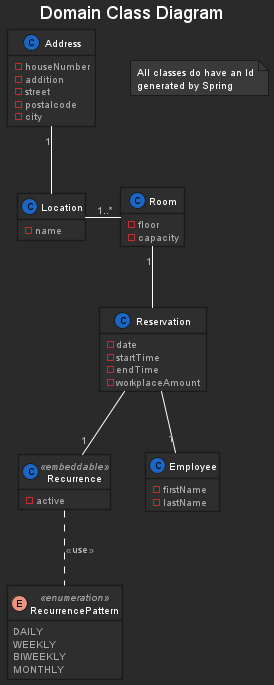 Domain Class Diagram
C Address
houseNumber
addition
street
postalcode
city
All classes do have an Id
generated by Spring
1
C Location
name
1..*
C Room
floor
capacity
1
C Reservation
date
startTime
endTime
workplaceAmount
1
1
«embeddable»
C Recurrence
active
C Employee
firstName
lastName
«use»
«enumeration»
E RecurrencePattern
DAILY
WEEKLY
BIWEEKLY
MONTHLY